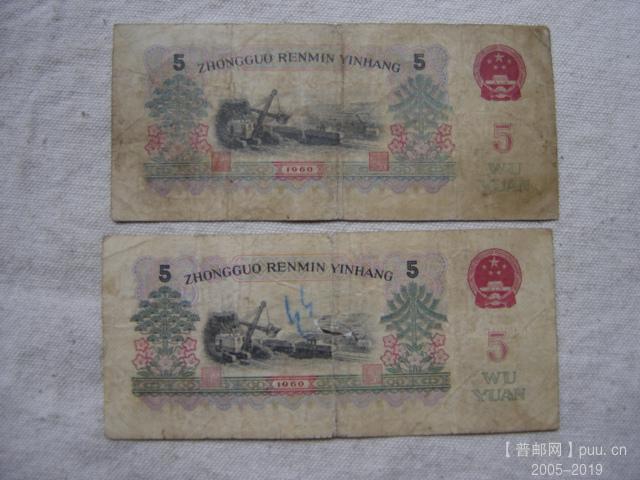 5 ZHONGGUO RENMIN YINHANG 5
5
WU
YUAN
1960
5 ZHONGGUO RENMIN YINHANG 5
44
5
WU
YUAN
1960
【普邮网】puu.cn
2005-2019